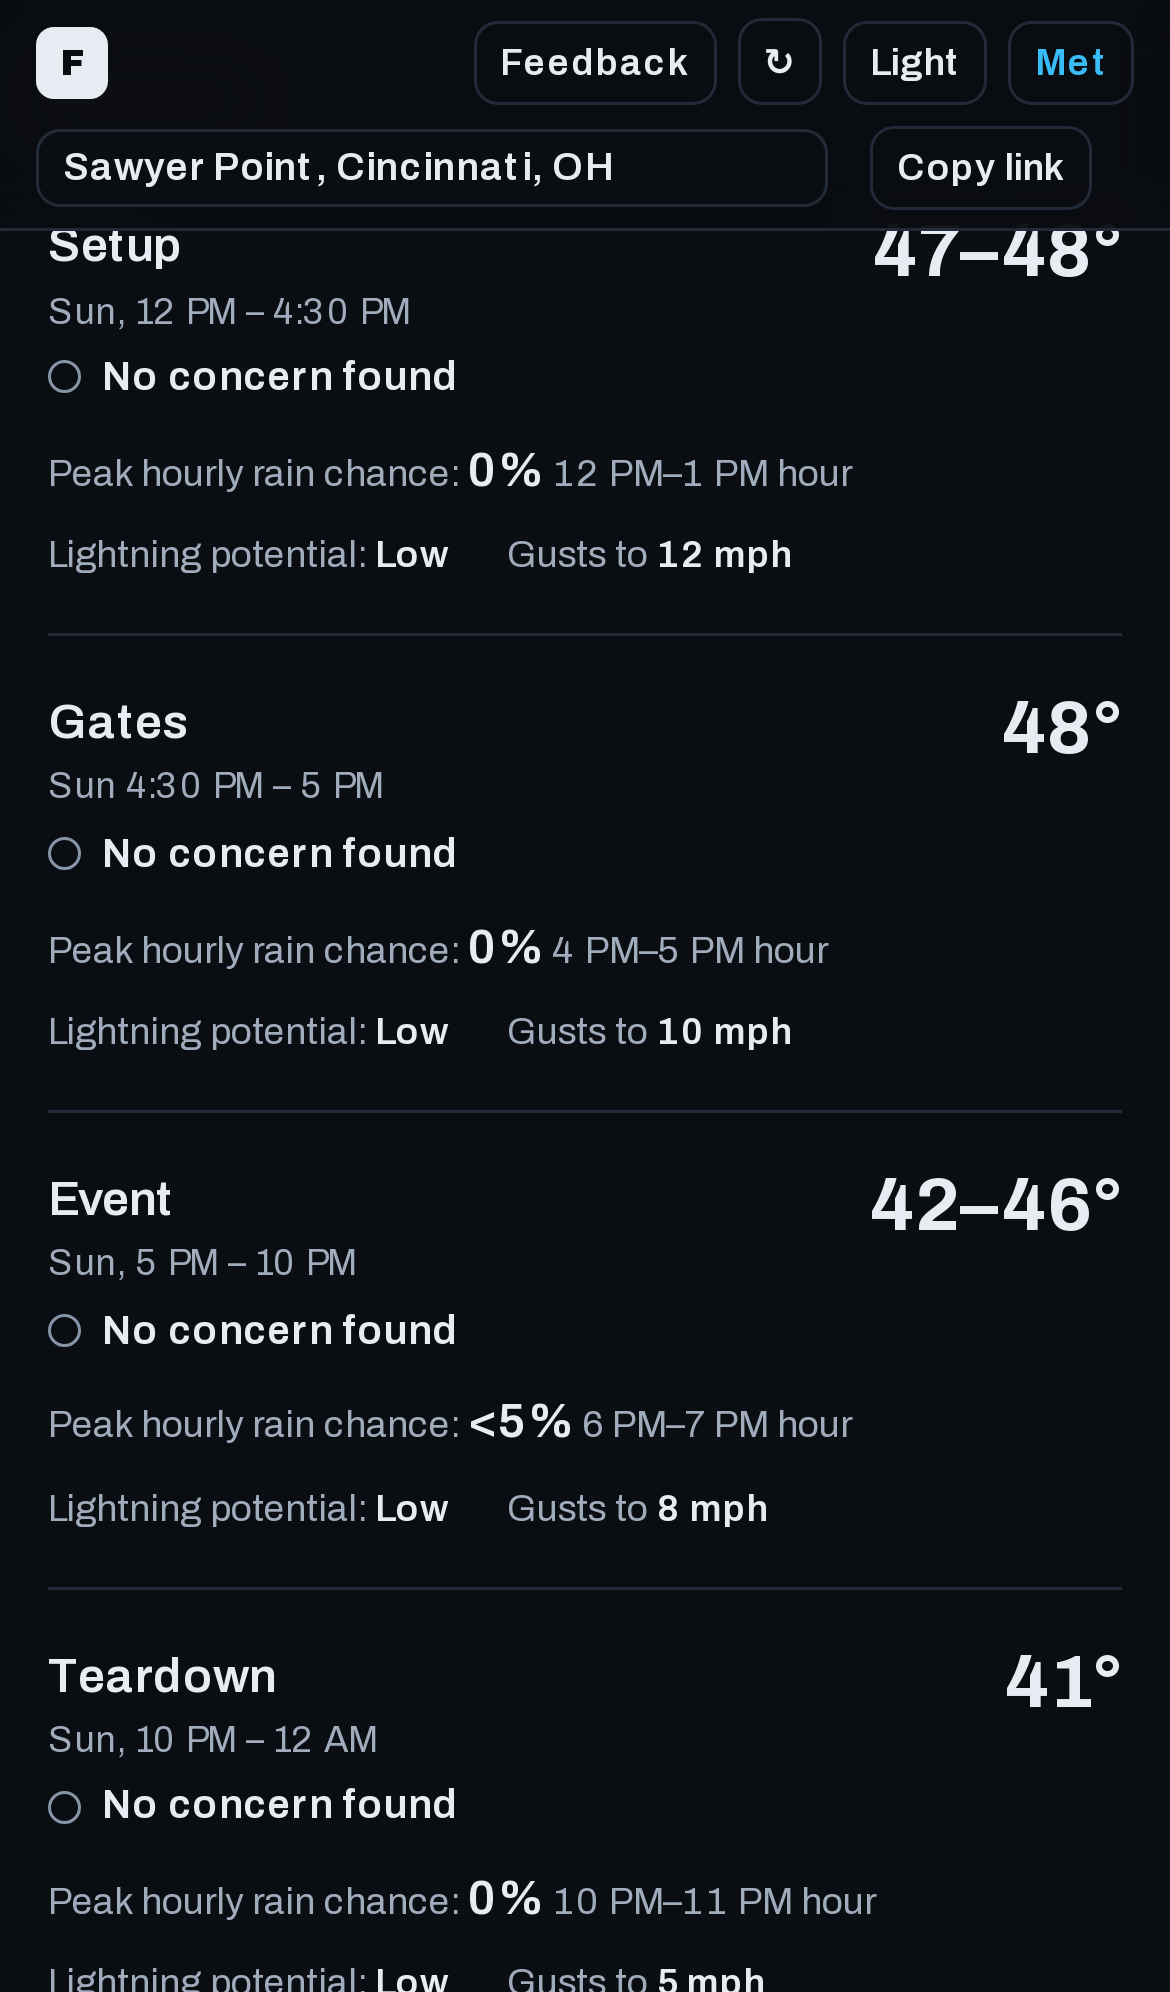 F
Feedback ↻ Light Met
Sawyer Point, Cincinnati, OH Copy link
Setup 47–48°
Sun, 12 PM – 4:30 PM
No concern found
Peak hourly rain chance: 0% 12 PM–1 PM hour
Lightning potential: Low Gusts to 12 mph
Gates 48°
Sun 4:30 PM – 5 PM
No concern found
Peak hourly rain chance: 0% 4 PM–5 PM hour
Lightning potential: Low Gusts to 10 mph
Event 42–46°
Sun, 5 PM – 10 PM
No concern found
Peak hourly rain chance: <5% 6 PM–7 PM hour
Lightning potential: Low Gusts to 8 mph
Teardown 41°
Sun, 10 PM – 12 AM
No concern found
Peak hourly rain chance: 0% 10 PM–11 PM hour
Lightning potential: Low Gusts to 5 mph